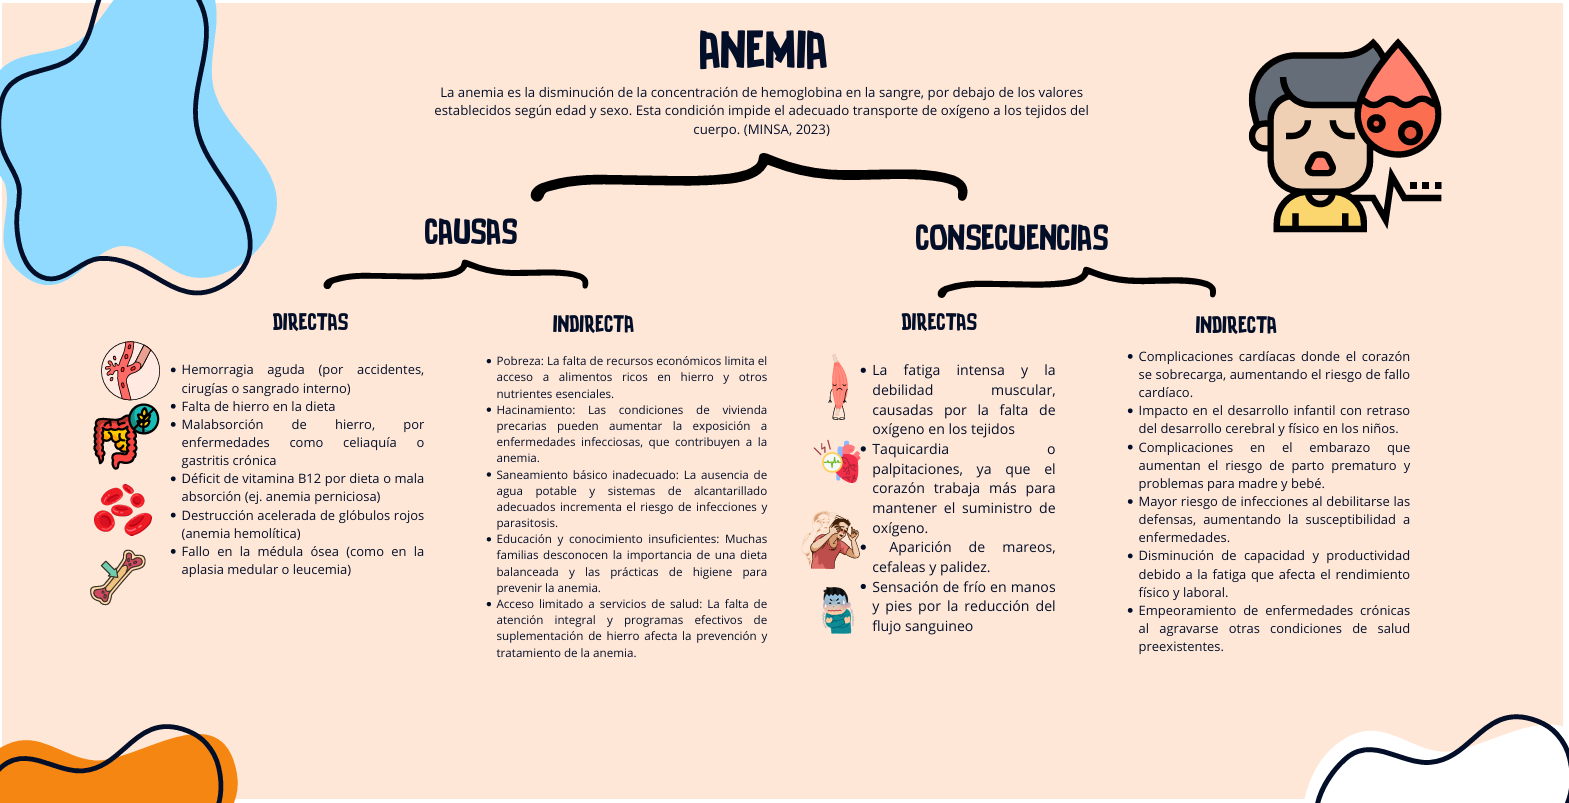 ANEMIA
La anemia es la disminución de la concentración de hemoglobina en la sangre, por debajo de los valores
establecidos según edad y sexo. Esta condición impide el adecuado transporte de oxígeno a los tejidos del
cuerpo. (MINSA, 2023)
CAUSAS
DIRECTAS
• Hemorragia aguda (por accidentes,
cirugías o sangrado interno)
• Falta de hierro en la dieta
• Malabsorción de hierro, por
enfermedades como celiaquía o
gastritis crónica
• Déficit de vitamina B12 por dieta o mala
absorción (ej. anemia perniciosa)
• Destrucción acelerada de glóbulos rojos
(anemia hemolítica)
• Fallo en la médula ósea (como en la
aplasia medular o leucemia)
INDIRECTA
• Pobreza: La falta de recursos económicos limita el
acceso a alimentos ricos en hierro y otros
nutrientes esenciales.
• Hacinamiento: Las condiciones de vivienda
precarias pueden aumentar la exposición a
enfermedades infecciosas, que contribuyen a la
anemia.
• Saneamiento básico inadecuado: La ausencia de
agua potable y sistemas de alcantarillado
adecuados incrementa el riesgo de infecciones y
parasitosis.
• Educación y conocimiento insuficientes: Muchas
familias desconocen la importancia de una dieta
balanceada y las prácticas de higiene para
prevenir la anemia.
• Acceso limitado a servicios de salud: La falta de
atención integral y programas efectivos de
suplementación de hierro afecta la prevención y
tratamiento de la anemia.
CONSECUENCIAS
DIRECTAS
• La fatiga intensa y la
debilidad muscular,
causadas por la falta de
oxígeno en los tejidos
• Taquicardia o
palpitaciones, ya que el
corazón trabaja más para
mantener el suministro de
oxígeno.
• Aparición de mareos,
cefaleas y palidez.
• Sensación de frío en manos
y pies por la reducción del
flujo sanguineo
INDIRECTA
• Complicaciones cardíacas donde el corazón
se sobrecarga, aumentando el riesgo de fallo
cardíaco.
• Impacto en el desarrollo infantil con retraso
del desarrollo cerebral y físico en los niños.
• Complicaciones en el embarazo que
aumentan el riesgo de parto prematuro y
problemas para madre y bebé.
• Mayor riesgo de infecciones al debilitarse las
defensas, aumentando la susceptibilidad a
enfermedades.
• Disminución de capacidad y productividad
debido a la fatiga que afecta el rendimiento
físico y laboral.
• Empeoramiento de enfermedades crónicas
al agravarse otras condiciones de salud
preexistentes.